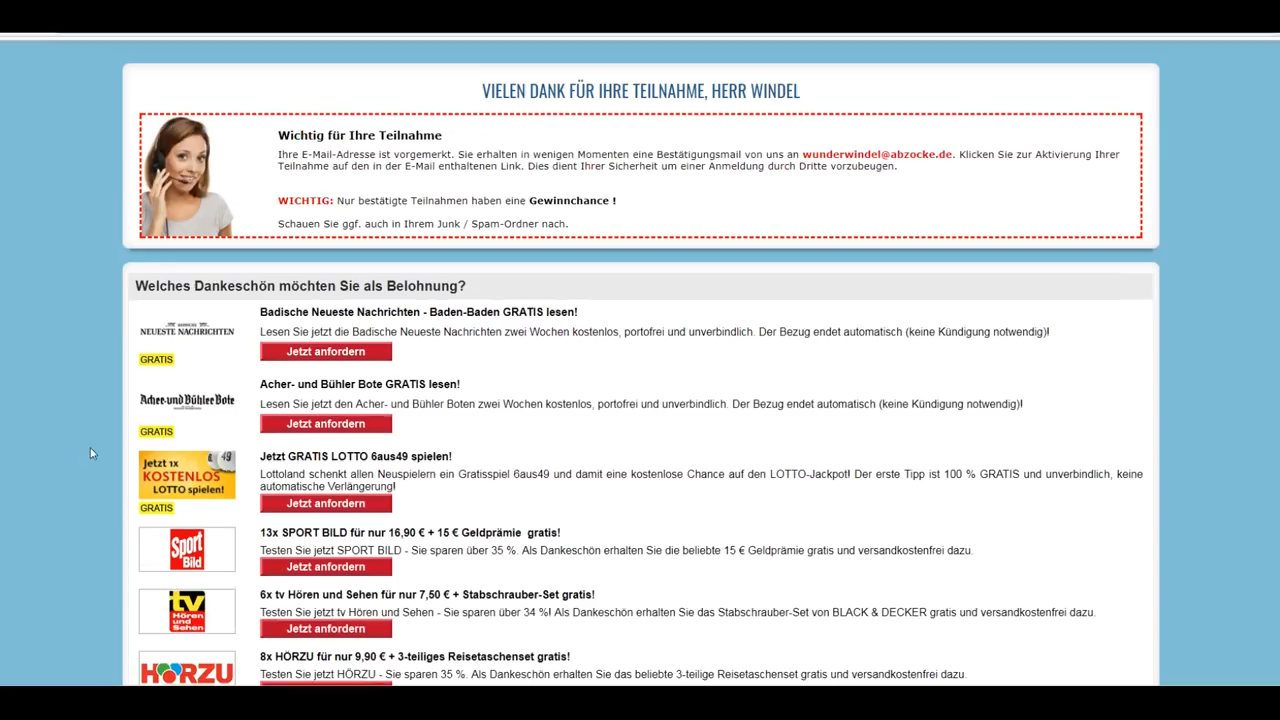 VIELEN DANK FÜR IHRE TEILNAHME, HERR WINDEL
Wichtig für Ihre Teilnahme
Ihre E-Mail-Adresse ist vorgemerkt. Sie erhalten in wenigen Momenten eine Bestätigungsmail von uns an wunderwindel@abzocke.de. Klicken Sie zur Aktivierung Ihrer
Teilnahme auf den in der E-Mail enthaltenen Link. Dies dient Ihrer Sicherheit um einer Anmeldung durch Dritte vorzubeugen.
WICHTIG: Nur bestätigte Teilnahmen haben eine Gewinnchance !
Schauen Sie ggf. auch in Ihrem Junk / Spam-Ordner nach.
Welches Dankeschön möchten Sie als Belohnung?
Badische Neueste Nachrichten - Baden-Baden GRATIS lesen!
NEUESTE NACHRICHTEN
Lesen Sie jetzt die Badische Neueste Nachrichten zwei Wochen kostenlos, portofrei und unverbindlich. Der Bezug endet automatisch (keine Kündigung notwendig)!
Jetzt anfordern
GRATIS
Acher- und Bühler Bote GRATIS lesen!
Acher- und Bühler Bote
Lesen Sie jetzt den Acher- und Bühler Boten zwei Wochen kostenlos, portofrei und unverbindlich. Der Bezug endet automatisch (keine Kündigung notwendig)!
Jetzt anfordern
GRATIS
Jetzt GRATIS LOTTO 6aus49 spielen!
49
Jetzt 1x
KOSTENLOS
LOTTO spielen!
Lottoland schenkt allen Neuspielern ein Gratisspiel 6aus49 und damit eine kostenlose Chance auf den LOTTO-Jackpot! Der erste Tipp ist 100 % GRATIS und unverbindlich, keine
automatische Verlängerung!
Jetzt anfordern
GRATIS
13x SPORT BILD für nur 16,90 € + 15 € Geldprämie gratis!
Sport
Bild
Testen Sie jetzt SPORT BILD - Sie sparen über 35 %. Als Dankeschön erhalten Sie die beliebte 15 € Geldprämie gratis und versandkostenfrei dazu.
Jetzt anfordern
6x tv Hören und Sehen für nur 7,50 € + Stabschrauber-Set gratis!
tv
Hören
und
Sehen
Testen Sie jetzt tv Hören und Sehen - Sie sparen über 34 %! Als Dankeschön erhalten Sie das Stabschrauber-Set von BLACK & DECKER gratis und versandkostenfrei dazu.
Jetzt anfordern
8x HÖRZU für nur 9,90 € + 3-teiliges Reisetaschenset gratis!
HÖRZU
Testen Sie jetzt HÖRZU - Sie sparen 35 %. Als Dankeschön erhalten Sie das beliebte 3-teilige Reisetaschenset gratis und versandkostenfrei dazu.